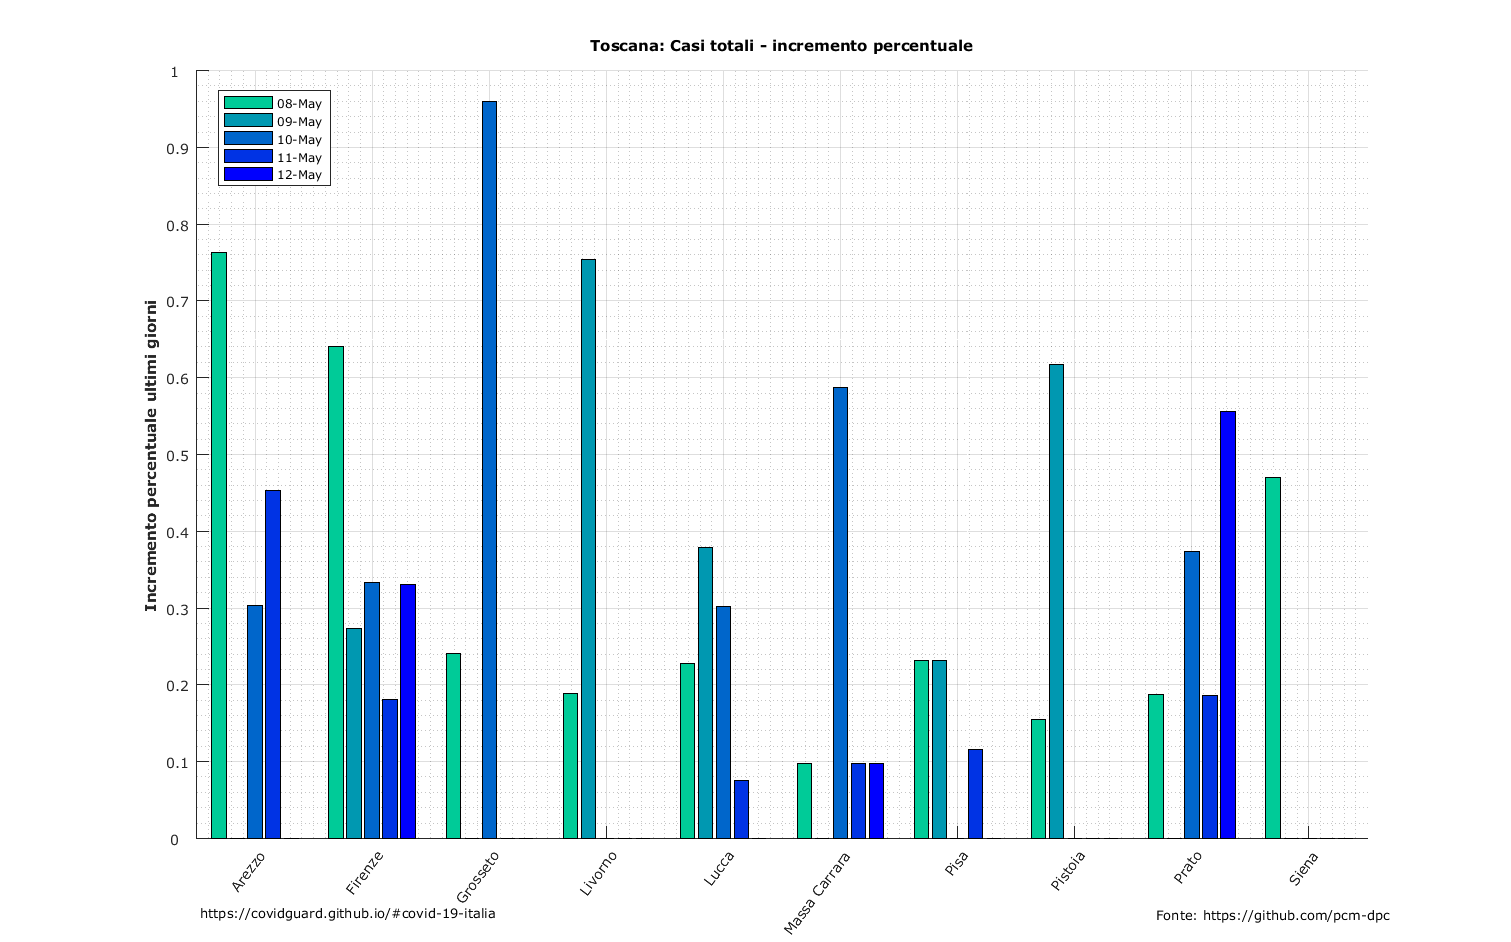 Toscana: Casi totali - incremento percentuale
Incremento percentuale ultimi giorni
1
0.9
0.8
0.7
0.6
0.5
0.4
0.3
0.2
0.1
0
08-May
09-May
10-May
11-May
12-May
Arezzo
Firenze
Grosseto
Livorno
Lucca
Massa Carrara
Pisa
Pistoia
Prato
Siena
https://covidguard.github.io/#covid-19-italia
Fonte: https://github.com/pcm-dpc